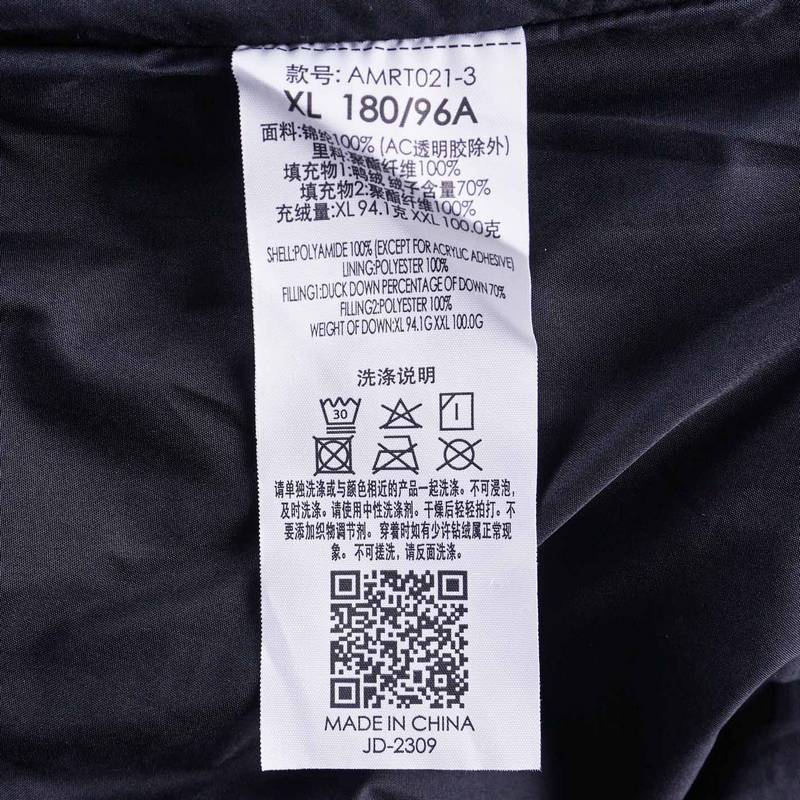 款号: AMRT021-3
XL 180/96A
面料:锦纶100% (AC透明胶除外)
里料:聚酯纤维100%
填充物1:鸭绒 绒子含量70%
填充物2:聚酯纤维100%
充绒量:XL 94.1克 XXL 100.0克
SHELL:POLYAMIDE 100% (EXCEPT FOR ACRYLIC ADHESIVE)
LINING:POLYESTER 100%
FILLING1:DUCK DOWN PERCENTAGE OF DOWN 70%
FILLING2:POLYESTER 100%
WEIGHT OF DOWN:XL 94.1G XXL 100.0G
洗涤说明
30
请单独洗涤或与颜色相近的产品一起洗涤。不可浸泡,
及时洗涤。请使用中性洗涤剂。干燥后轻轻拍打。不
要添加织物调节剂。穿着时如有少许钻绒属正常现
象。不可搓洗,请反面洗涤。
MADE IN CHINA
JD-2309